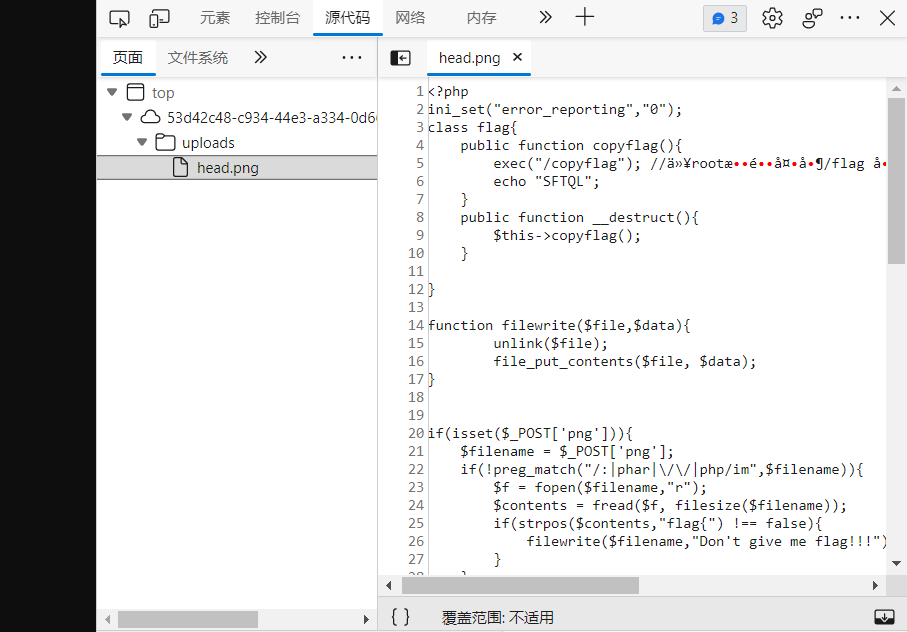 元素 控制台 源代码 网络 内存 3
页面 文件系统 head.png
top
53d42c48-c934-44e3-a334-0d6
uploads
head.png
1 <?php
2 ini_set("error_reporting","0");
3 class flag{
4 public function copyflag(){
5 exec("/copyflag"); //ä»¥rootæ••é••å¤•å•¶/flag å•
6 echo "SFTQL";
7 }
8 public function __destruct(){
9 $this->copyflag();
10 }
11
12 }
13
14 function filewrite($file,$data){
15 unlink($file);
16 file_put_contents($file, $data);
17 }
18
19
20 if(isset($_POST['png'])){
21 $filename = $_POST['png'];
22 if(!preg_match("/:|phar|\/\/|php/im",$filename)){
23 $f = fopen($filename,"r");
24 $contents = fread($f, filesize($filename));
25 if(strpos($contents,"flag{") !== false){
26 filewrite($filename,"Don't give me flag!!!")
27 }
{ } 覆盖范围: 不适用